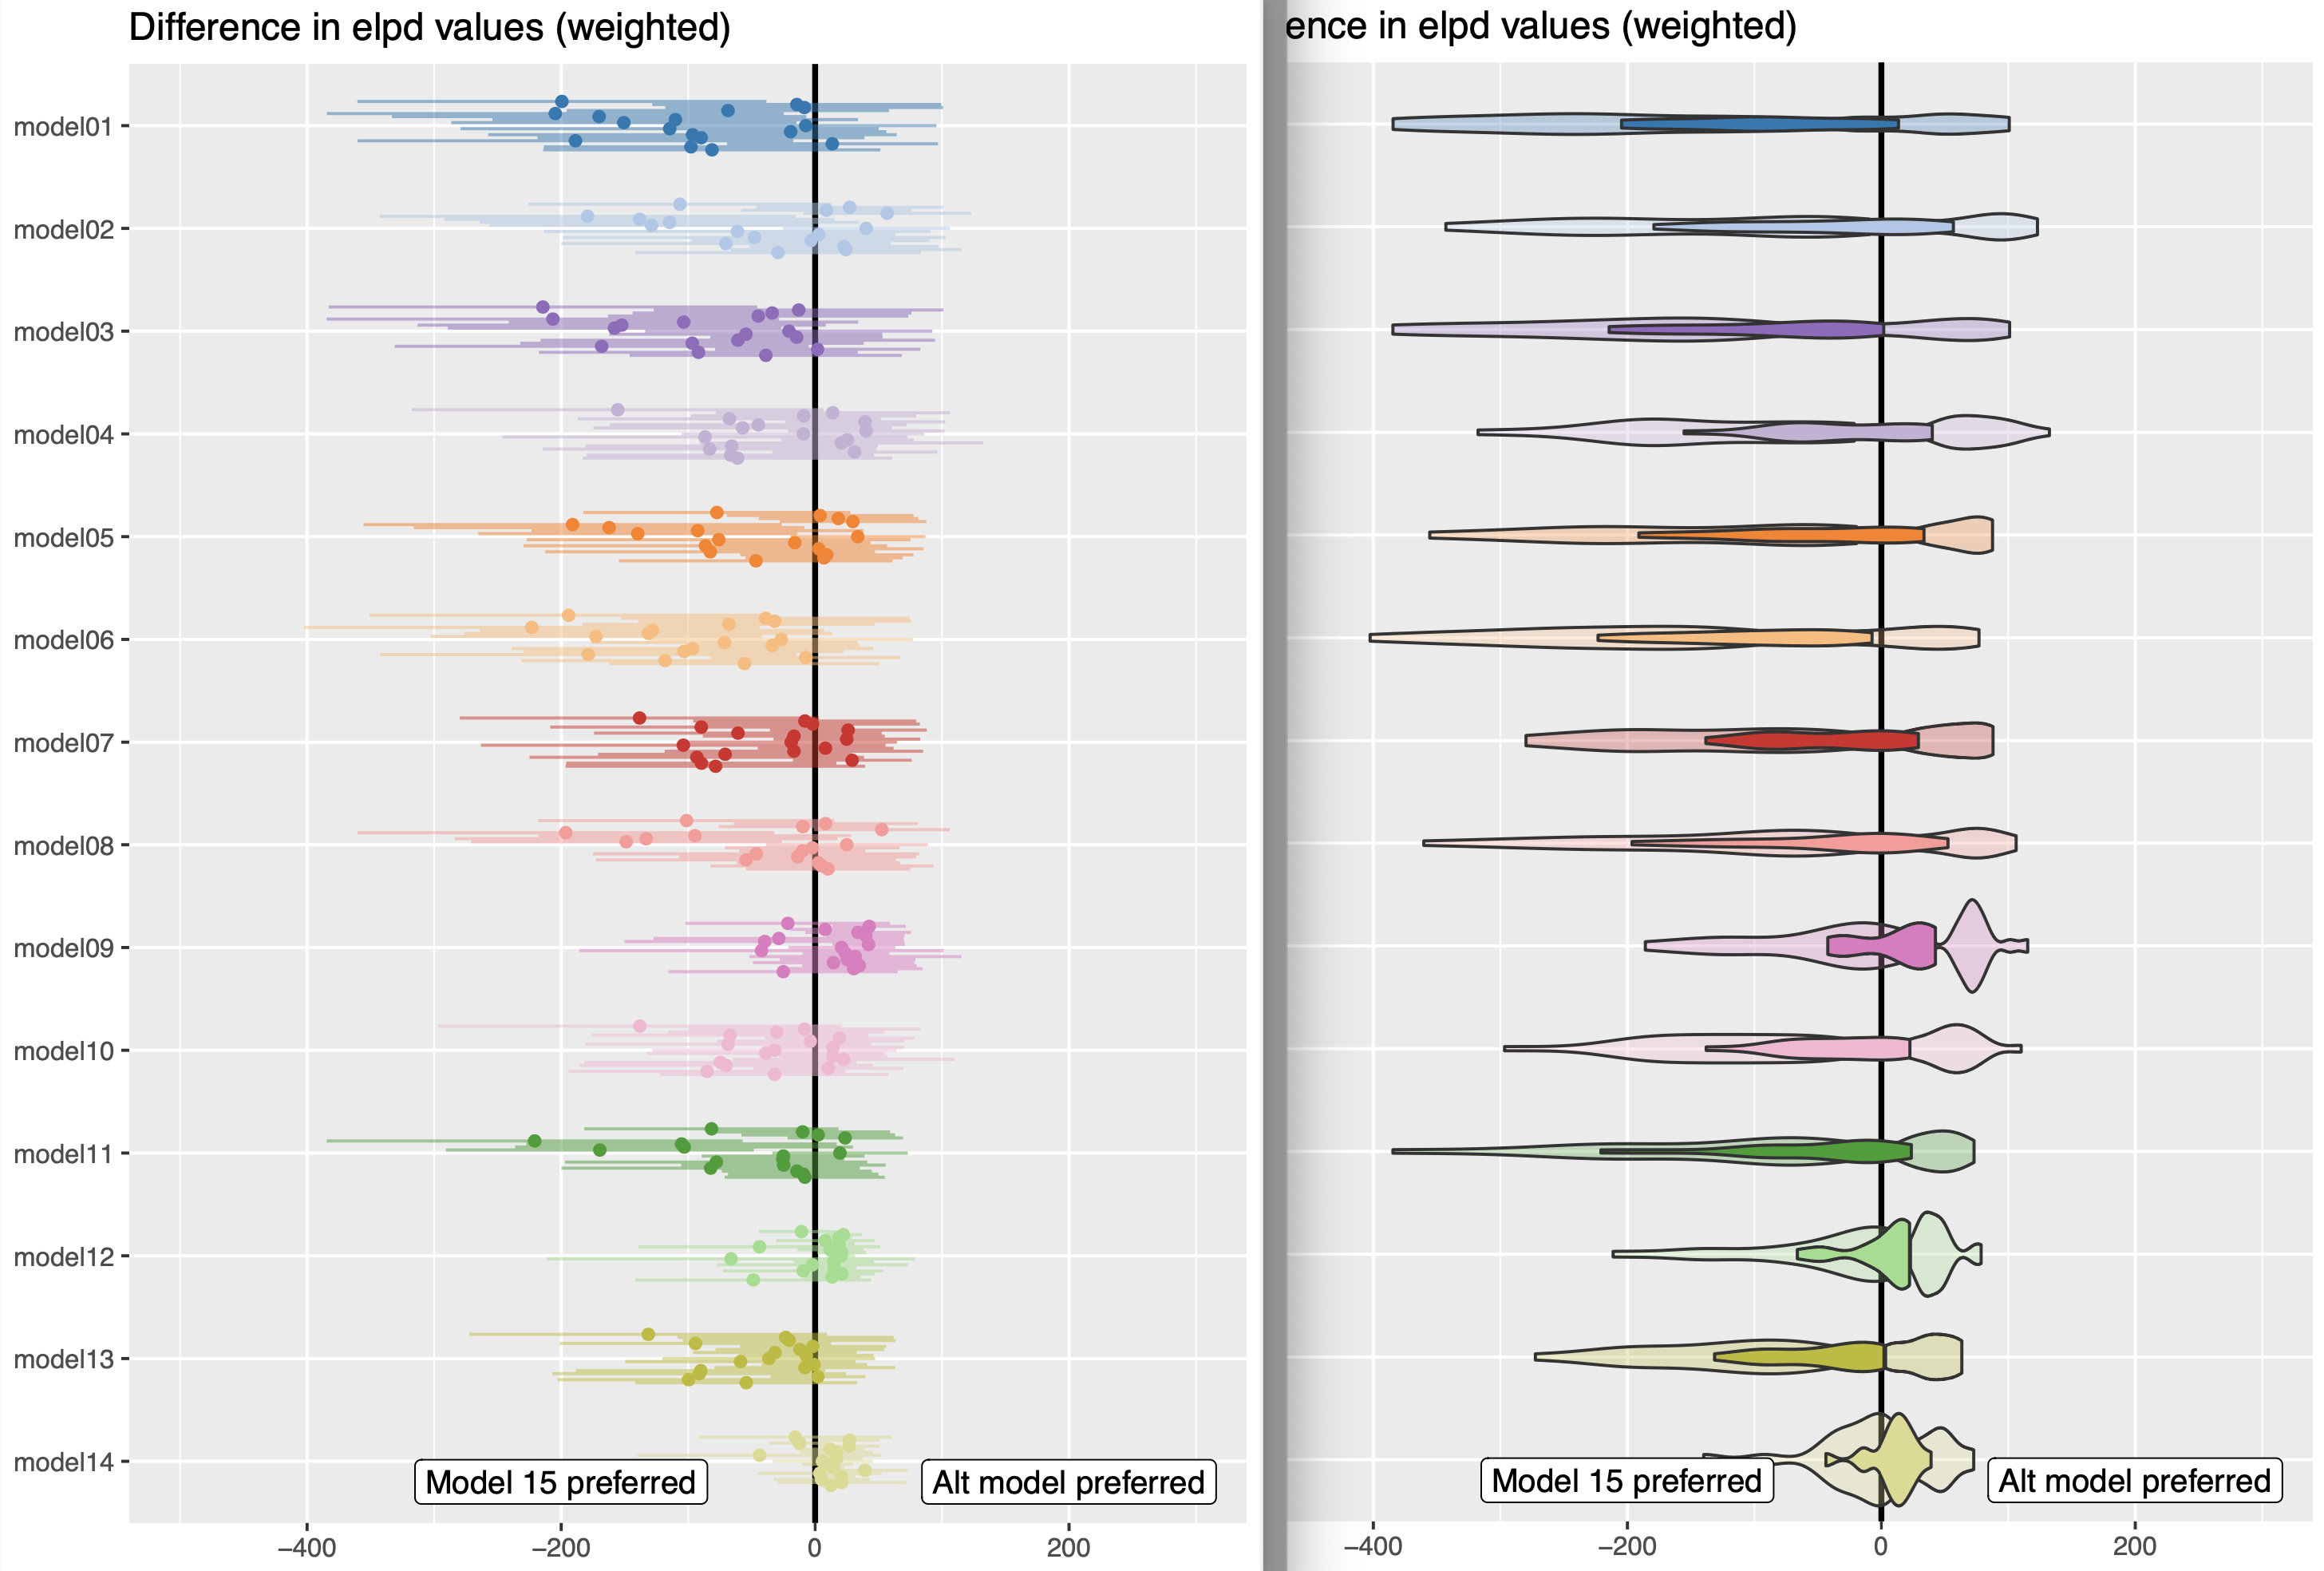 Difference in elpd values (weighted)
model01
model02
model03
model04
model05
model06
model07
model08
model09
model10
model11
model12
model13
model14
Model 15 preferred
Alt model preferred
−400
−200
0
200
ence in elpd values (weighted)
Model 15 preferred
Alt model preferred
−400
−200
0
200